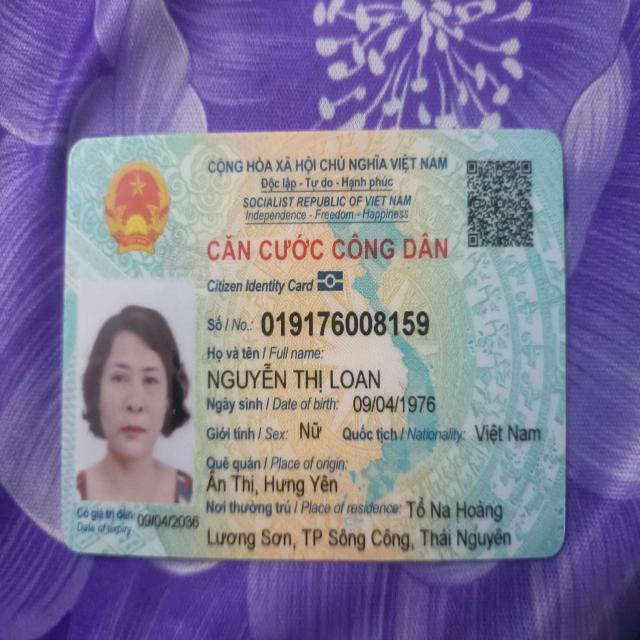 CỘNG HÒA XÃ HỘI CHỦ NGHĨA VIỆT NAM
Độc lập - Tự do - Hạnh phúc
SOCIALIST REPUBLIC OF VIET NAM
Independence - Freedom - Happiness
CĂN CƯỚC CÔNG DÂN
Citizen Identity Card
Số / No.: 019176008159
Họ và tên / Full name:
NGUYỄN THỊ LOAN
Ngày sinh / Date of birth: 09/04/1976
Giới tính / Sex: Nữ Quốc tịch / Nationality: Việt Nam
Quê quán / Place of origin:
Ân Thi, Hưng Yên
Nơi thường trú / Place of residence: Tổ Na Hoàng
Lương Sơn, TP Sông Công, Thái Nguyên
Có giá trị đến: 09/04/2036
Date of expiry